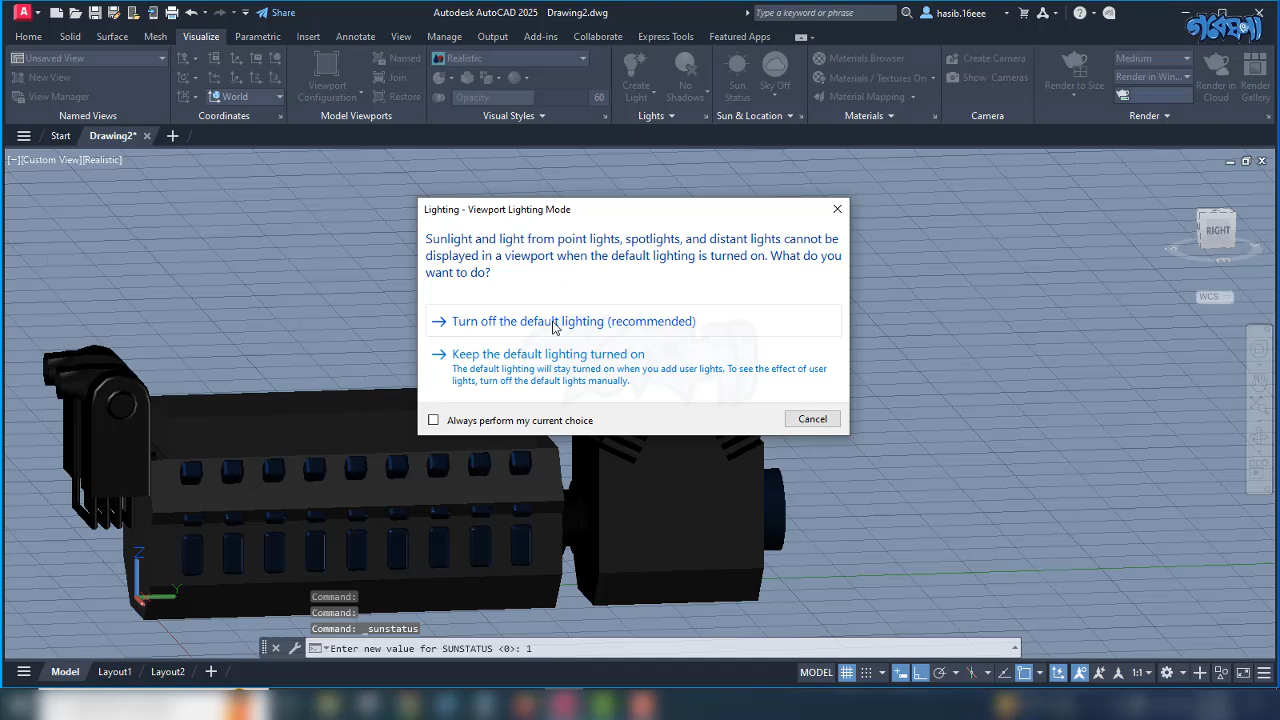 A Share Autodesk AutoCAD 2025 Drawing2.dwg Type a keyword or phrase hasib.16eee
গবেষণা
Home Solid Surface Mesh Visualize Parametric Insert Annotate View Manage Output Add-ins Collaborate Express Tools Featured Apps
Unsaved View Realistic Medium
Named Materials Browser Create Camera
New View Join Materials / Textures On Show Cameras Render in Win...
View Manager World Restore Opacity 60 Material Mapping
Viewport Configuration Create Light No Shadows Sun Status Sky Off Render to Size Render in Cloud Render Gallery
Named Views Coordinates Model Viewports Visual Styles Lights Sun & Location Materials Camera Render
Start Drawing2*
[−][Custom View][Realistic]
Lighting - Viewport Lighting Mode
Sunlight and light from point lights, spotlights, and distant lights cannot be
displayed in a viewport when the default lighting is turned on. What do you
want to do?
RIGHT
WCS
Turn off the default lighting (recommended)
Keep the default lighting turned on
The default lighting will stay turned on when you add user lights. To see the effect of user
lights, turn off the default lights manually.
Always perform my current choice Cancel
Z
Y
Command:
Command:
Command: _sunstatus
Enter new value for SUNSTATUS <0>: 1
Model Layout1 Layout2 MODEL 1:1